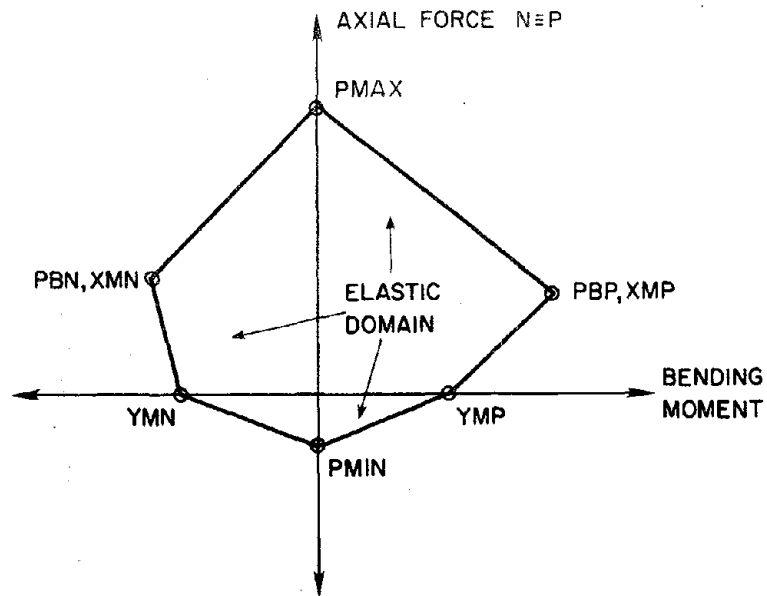 AXIAL FORCE N≡P
PMAX
PBN, XMN
ELASTIC
DOMAIN
PBP, XMP
BENDING
MOMENT
YMN
YMP
PMIN